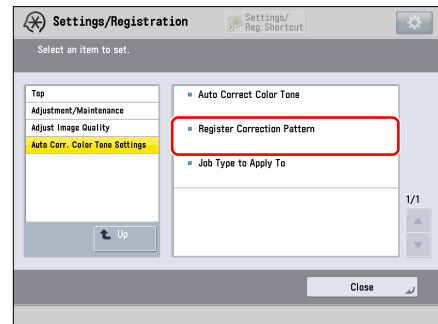 Settings/Registration
Settings/
Reg.Shortcut
Select an item to set.
Top
Adjustment/Maintenance
Adjust Image Quality
Auto Corr. Color Tone Settings
Up
Auto Correct Color Tone
Register Correction Pattern
Job Type to Apply To
1/1
Close